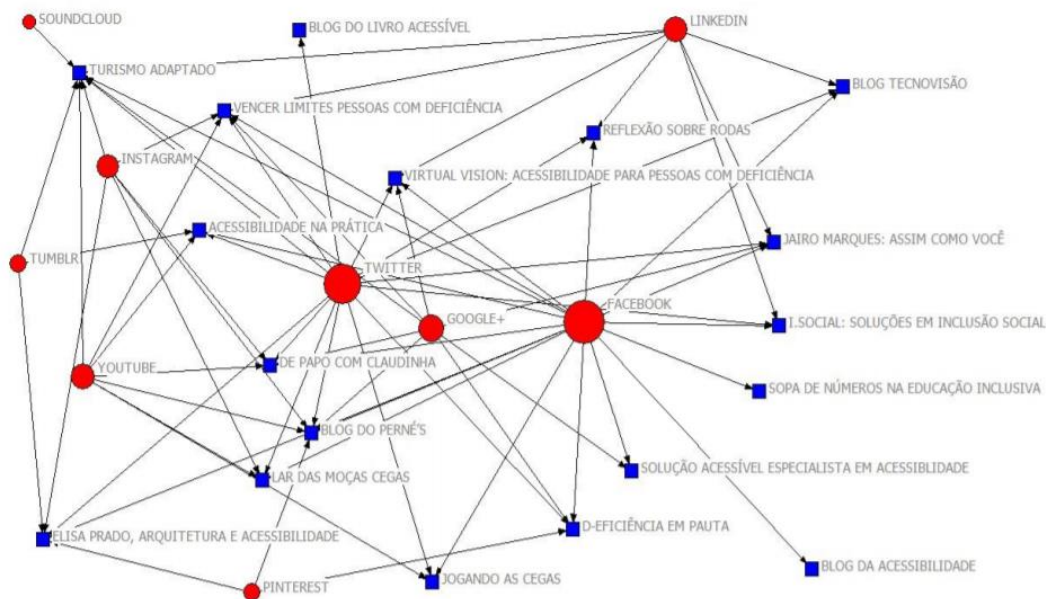 SOUNDCLOUD
BLOG DO LIVRO ACESSÍVEL
LINKEDIN
TURISMO ADAPTADO
BLOG TECNOVISÃO
VENCER LIMITES PESSOAS COM DEFICIÊNCIA
REFLEXÃO SOBRE RODAS
INSTAGRAM
VIRTUAL VISION: ACESSIBILIDADE PARA PESSOAS COM DEFICIÊNCIA
ACESSIBILIDADE NA PRÁTICA
JAIRO MARQUES: ASSIM COMO VOCÊ
TUMBLR
TWITTER
FACEBOOK
GOOGLE+
I.SOCIAL: SOLUÇÕES EM INCLUSÃO SOCIAL
DE PAPO COM CLAUDINHA
YOUTUBE
SOPA DE NÚMEROS NA EDUCAÇÃO INCLUSIVA
BLOG DO PERNÉ'S
SOLUÇÃO ACESSÍVEL ESPECIALISTA EM ACESSIBLIDADE
LAR DAS MOÇAS CEGAS
D-EFICIÊNCIA EM PAUTA
ELISA PRADO, ARQUITETURA E ACESSIBILIDADE
BLOG DA ACESSIBILIDADE
JOGANDO AS CEGAS
PINTEREST